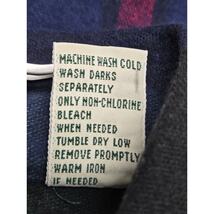 MACHINE WASH COLD
WASH DARKS
SEPARATELY
ONLY NON-CHLORINE
BLEACH
WHEN NEEDED
TUMBLE DRY LOW
REMOVE PROMPTLY
WARM IRON
IF NEEDED